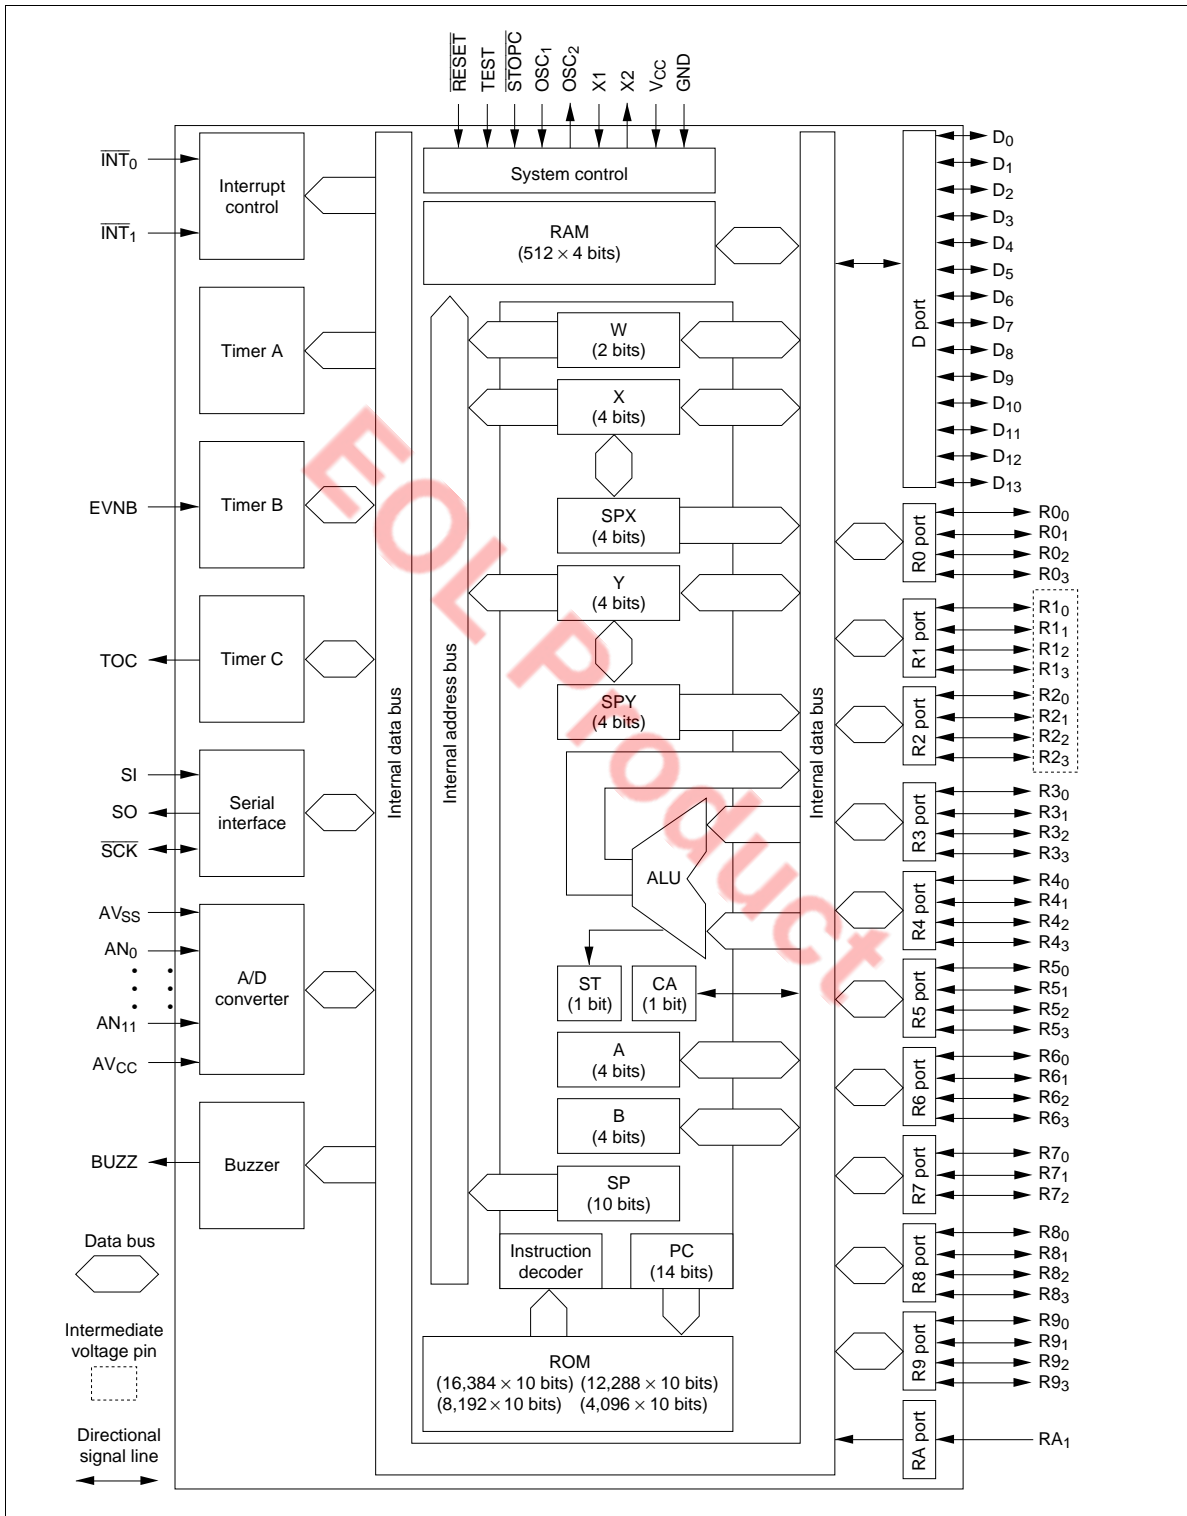 RESET
TEST
STOPC
OSC1
OSC2
X1
X2
VCC
GND
System control
RAM
(512 × 4 bits)
INT0
INT1
Interrupt
control
Timer A
EVNB
Timer B
TOC
Timer C
SI
SO
SCK
Serial
interface
AVSS
AN0
AN11
AVCC
A/D
converter
BUZZ
Buzzer
Data bus
Intermediate
voltage pin
Directional
signal line
Internal data bus
Internal address bus
W
(2 bits)
X
(4 bits)
SPX
(4 bits)
Y
(4 bits)
SPY
(4 bits)
ALU
ST
(1 bit)
CA
(1 bit)
A
(4 bits)
B
(4 bits)
SP
(10 bits)
Instruction
decoder
PC
(14 bits)
ROM
(16,384 × 10 bits) (12,288 × 10 bits)
(8,192 × 10 bits) (4,096 × 10 bits)
Internal data bus
D port
D0
D1
D2
D3
D4
D5
D6
D7
D8
D9
D10
D11
D12
D13
R0 port
R00
R01
R02
R03
R1 port
R10
R11
R12
R13
R2 port
R20
R21
R22
R23
R3 port
R30
R31
R32
R33
R4 port
R40
R41
R42
R43
R5 port
R50
R51
R52
R53
R6 port
R60
R61
R62
R63
R7 port
R70
R71
R72
R8 port
R80
R81
R82
R83
R9 port
R90
R91
R92
R93
RA port
RA1
EOL Product